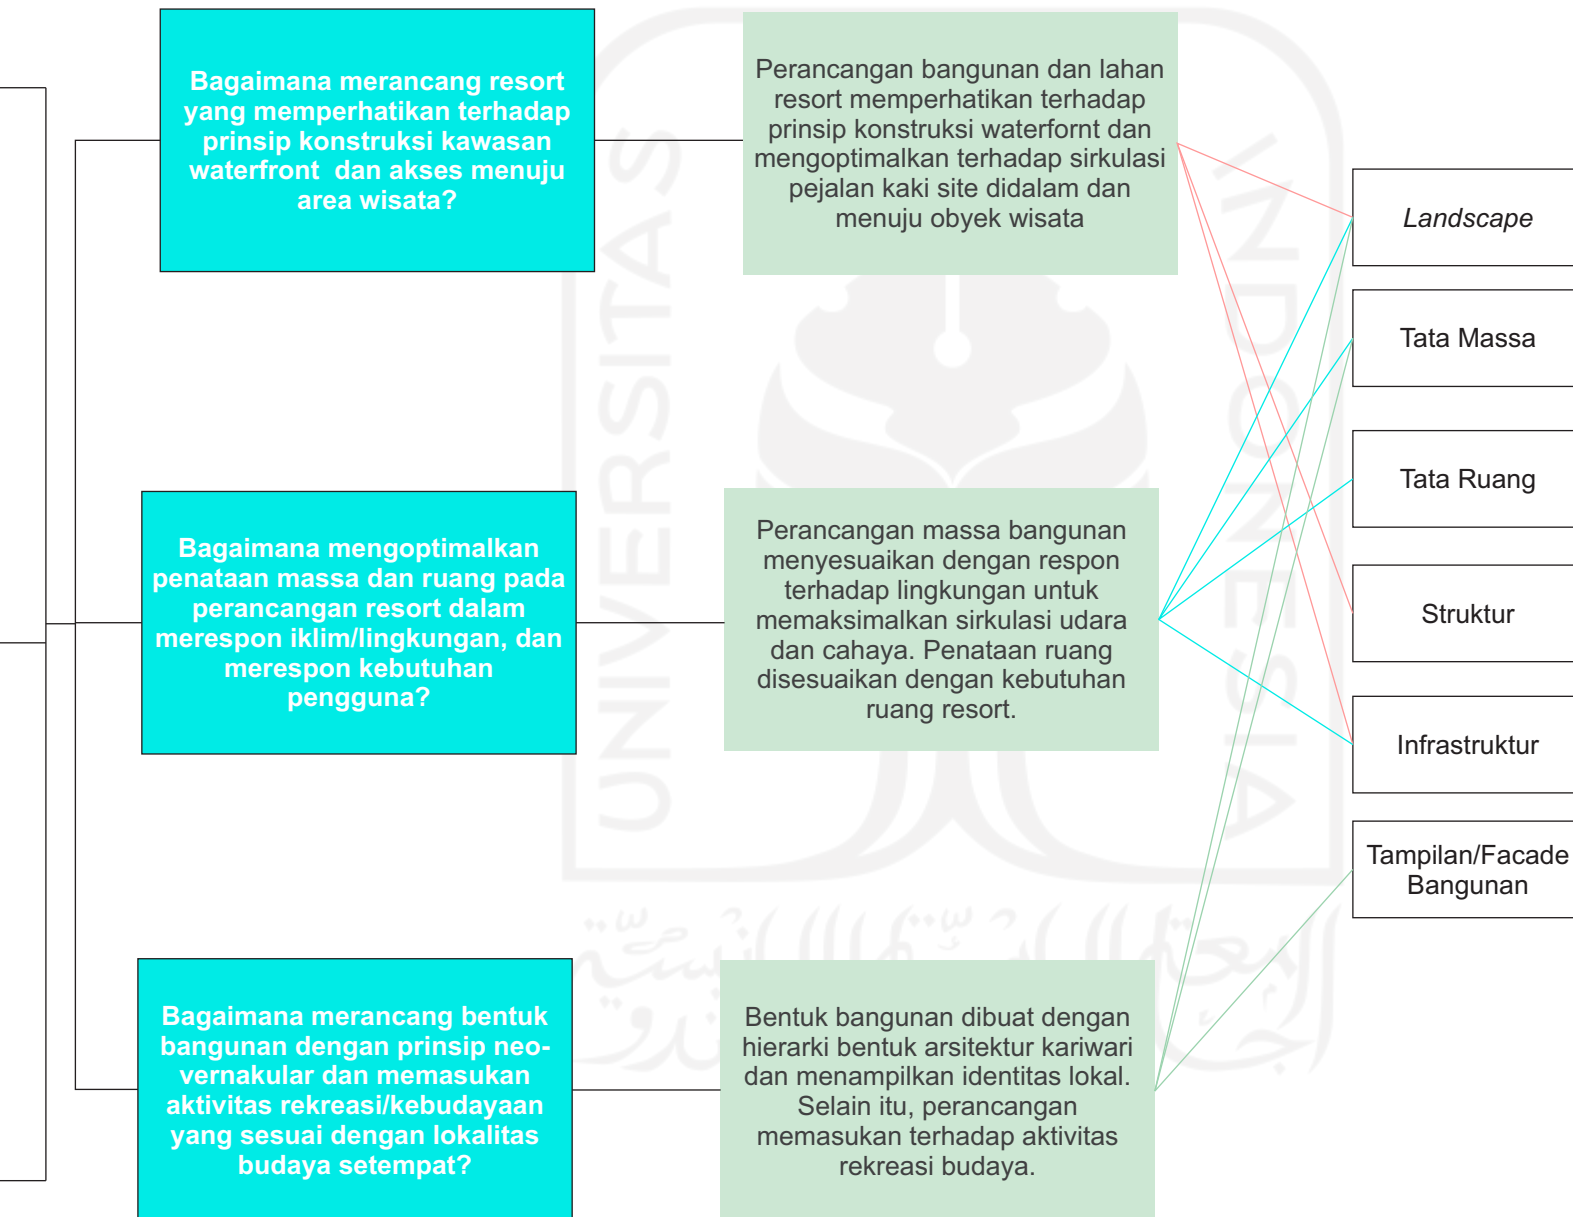 Bagaimana merancang resort
yang memperhatikan terhadap
prinsip konstruksi kawasan
waterfront  dan akses menuju
area wisata?
Perancangan bangunan dan lahan
resort memperhatikan terhadap
prinsip konstruksi waterfornt dan
mengoptimalkan terhadap sirkulasi
pejalan kaki site didalam dan
menuju obyek wisata
Bagaimana mengoptimalkan
penataan massa dan ruang pada
perancangan resort dalam
merespon iklim/lingkungan, dan
merespon kebutuhan
pengguna?
Perancangan massa bangunan
menyesuaikan dengan respon
terhadap lingkungan untuk
memaksimalkan sirkulasi udara
dan cahaya. Penataan ruang
disesuaikan dengan kebutuhan
ruang resort.
Bagaimana merancang bentuk
bangunan dengan prinsip neo-
vernakular dan memasukan
aktivitas rekreasi/kebudayaan
yang sesuai dengan lokalitas
budaya setempat?
Bentuk bangunan dibuat dengan
hierarki bentuk arsitektur kariwari
dan menampilkan identitas lokal.
Selain itu, perancangan
memasukan terhadap aktivitas
rekreasi budaya.
Landscape
Tata Massa
Tata Ruang
Struktur
Infrastruktur
Tampilan/Facade
Bangunan
UNIVERSITAS
INDONESIA